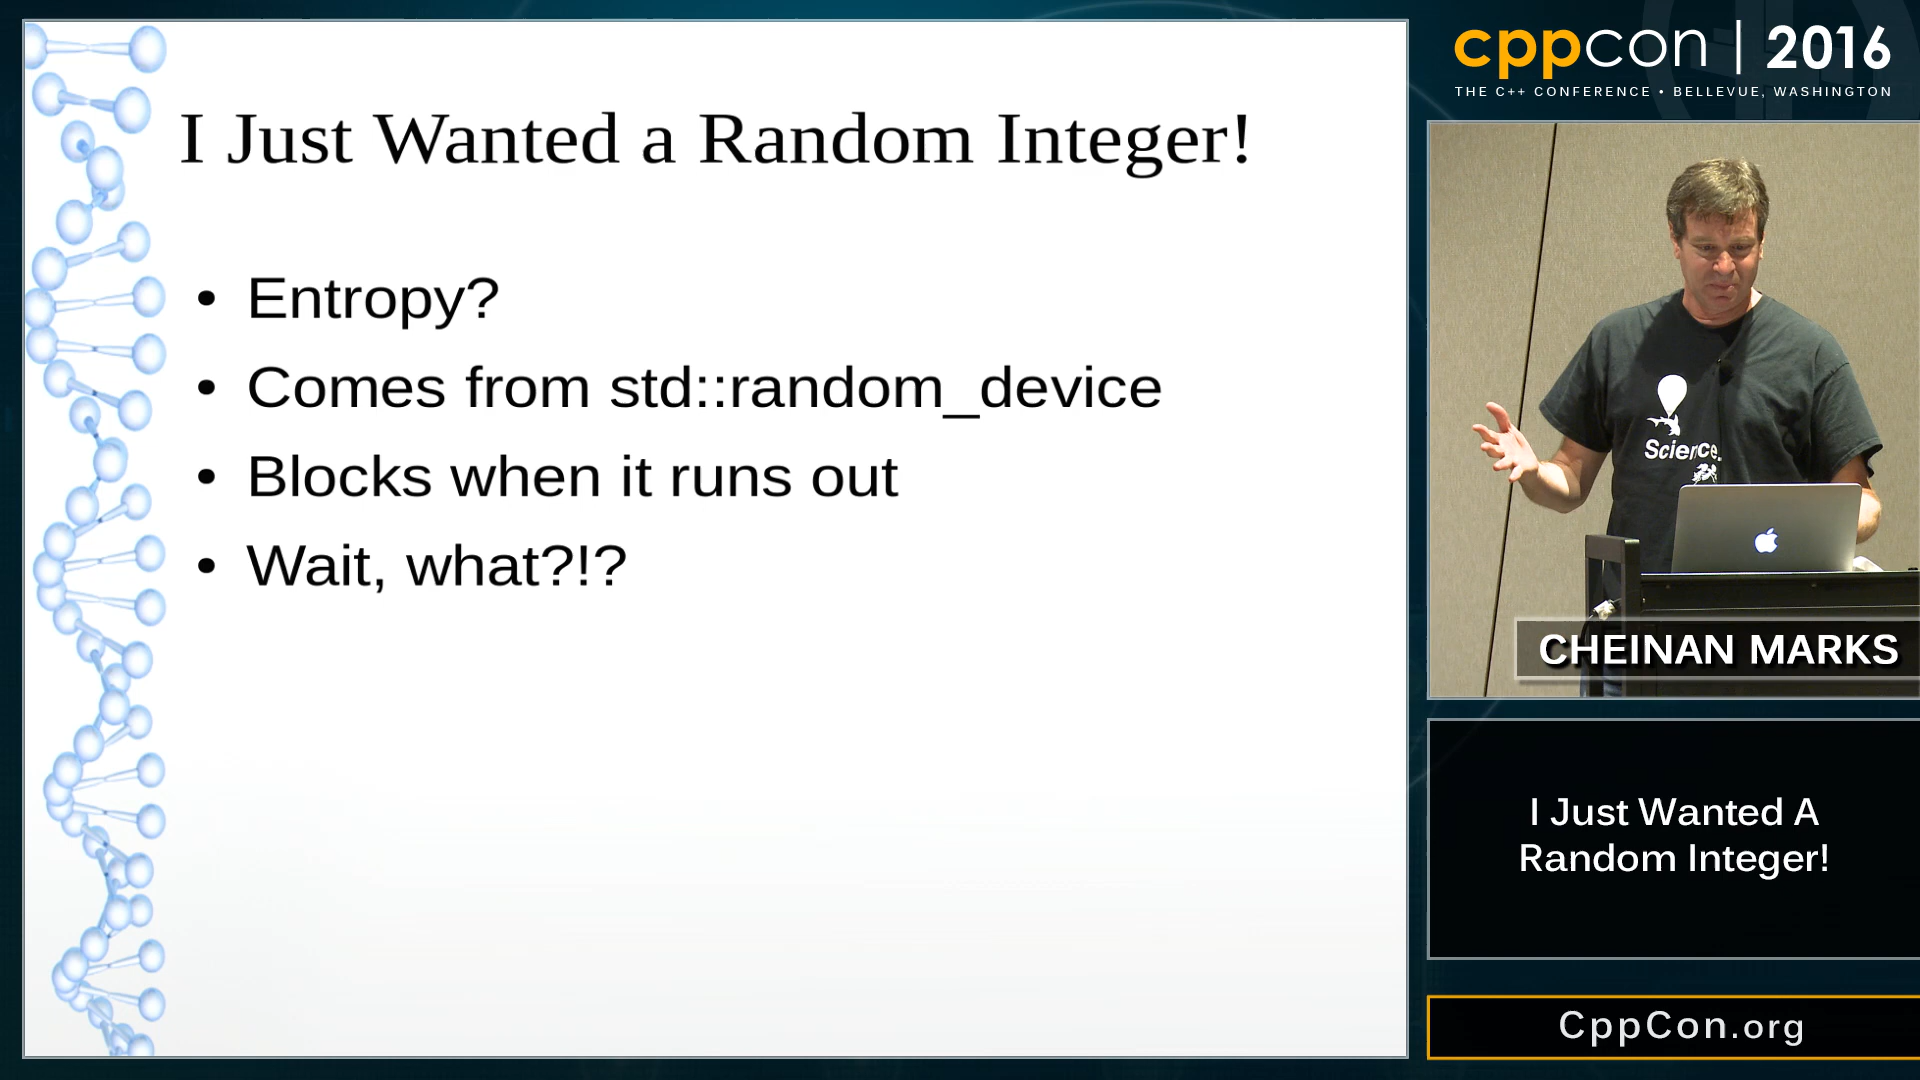 I Just Wanted a Random Integer!
• Entropy?
• Comes from std::random_device
• Blocks when it runs out
• Wait, what?!?
cppcon | 2016
THE C++ CONFERENCE • BELLEVUE, WASHINGTON
Science.
CHEINAN MARKS
I Just Wanted A
Random Integer!
CppCon.org